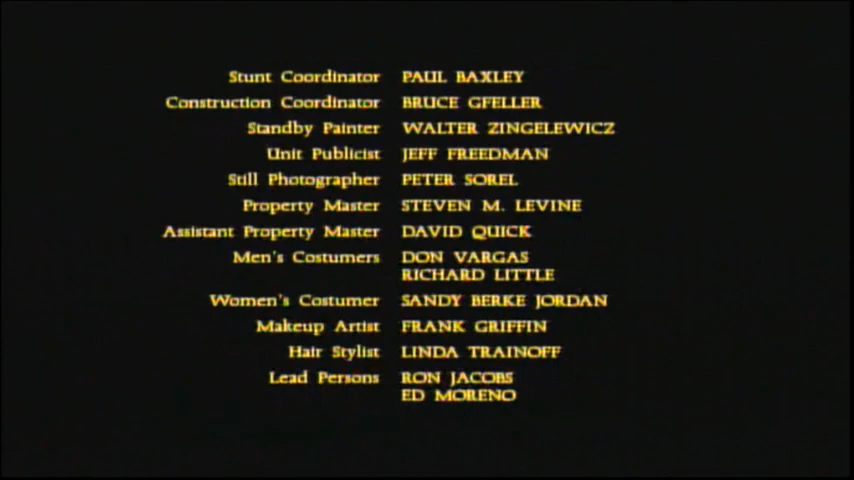 Stunt Coordinator PAUL BAXLEY
Construction Coordinator BRUCE GFELLER
Standby Painter WALTER ZINGELEWICZ
Unit Publicist JEFF FREEDMAN
Still Photographer PETER SOREL
Property Master STEVEN M. LEVINE
Assistant Property Master DAVID QUICK
Men's Costumers DON VARGAS
RICHARD LITTLE
Women's Costumer SANDY BERKE JORDAN
Makeup Artist FRANK GRIFFIN
Hair Stylist LINDA TRAINOFF
Lead Persons RON JACOBS
ED MORENO